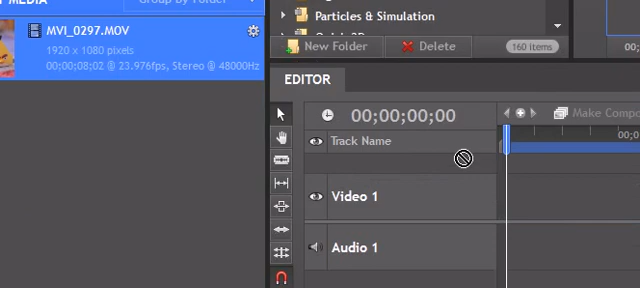 MEDIA
Group By Folder
MVI_0297.MOV
1920 x 1080 pixels
00;00;08;02 @ 23.976fps, Stereo @ 48000Hz
Particles & Simulation
New Folder
Delete
160 items
00;
EDITOR
00;00;00;00
Make Compo
00;0
Track Name
Video 1
Audio 1